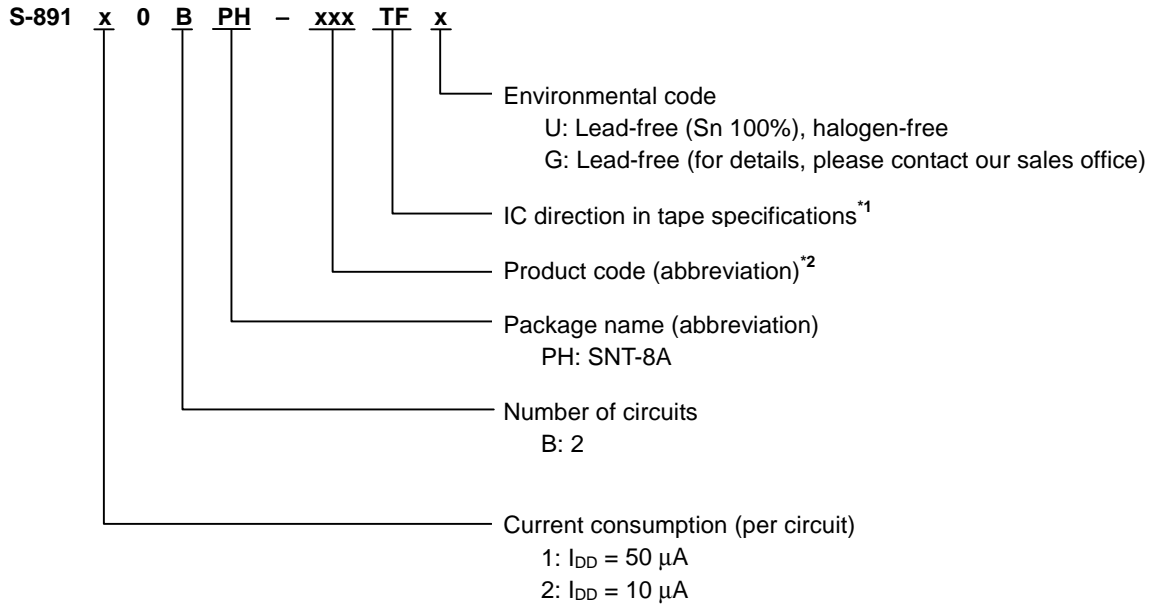 S-891 x 0 B PH – xxx TF x
Environmental code
U: Lead-free (Sn 100%), halogen-free
G: Lead-free (for details, please contact our sales office)
IC direction in tape specifications*1
Product code (abbreviation)*2
Package name (abbreviation)
PH: SNT-8A
Number of circuits
B: 2
Current consumption (per circuit)
1: IDD = 50 μA
2: IDD = 10 μA